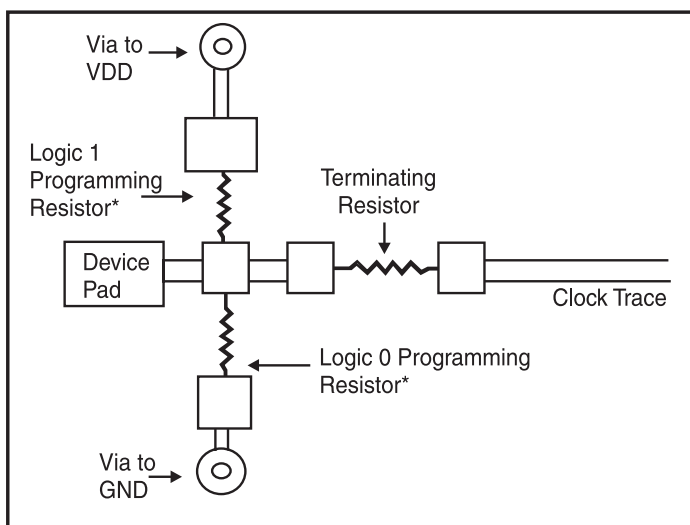 Via to
VDD
Logic 1
Programming
Resistor*
Terminating
Resistor
Device
Pad
Clock Trace
Logic 0 Programming
Resistor*
Via to
GND